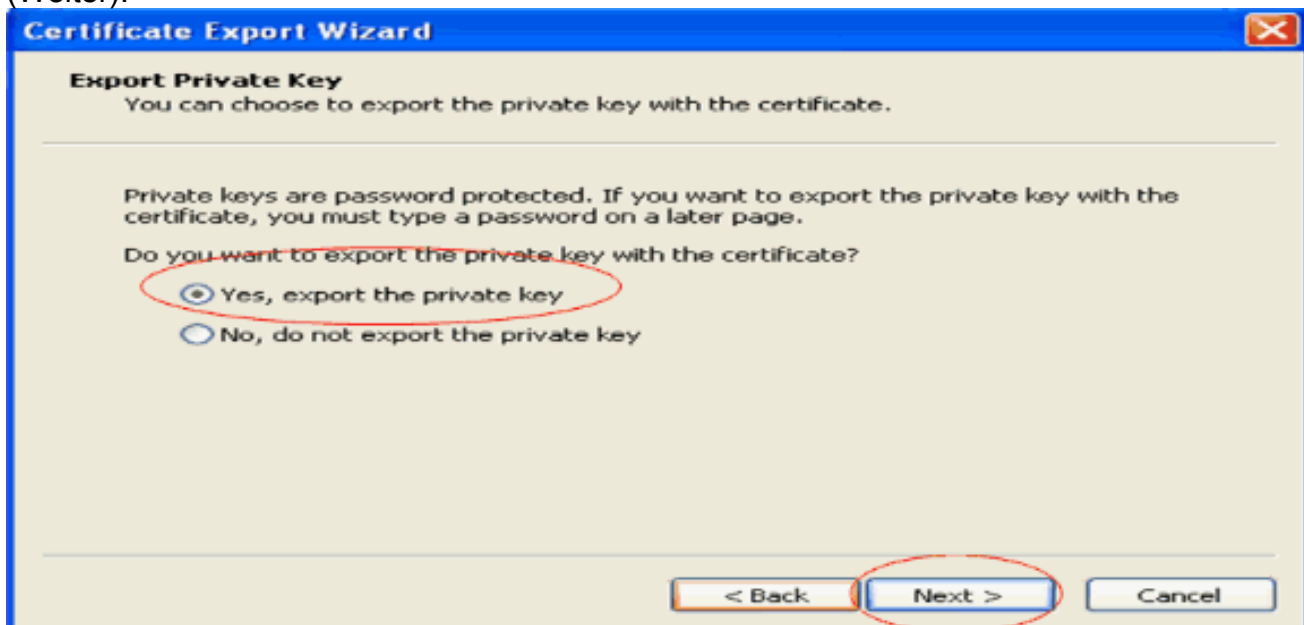 (Weiter).
Certificate Export Wizard
Export Private Key
You can choose to export the private key with the certificate.
Private keys are password protected. If you want to export the private key with the
certificate, you must type a password on a later page.
Do you want to export the private key with the certificate?
Yes, export the private key
No, do not export the private key
< Back
Next >
Cancel